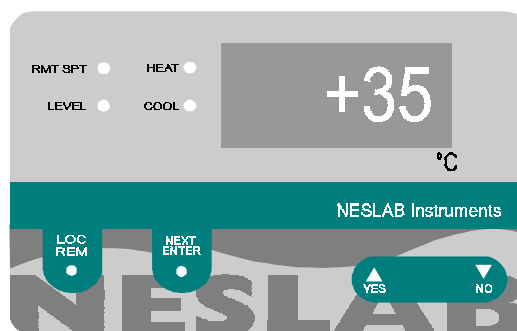 RMT SPT HEAT
LEVEL COOL
+35
°C
NESLAB Instruments
LOC
REM
NEXT
ENTER
YES NO
NESLAB